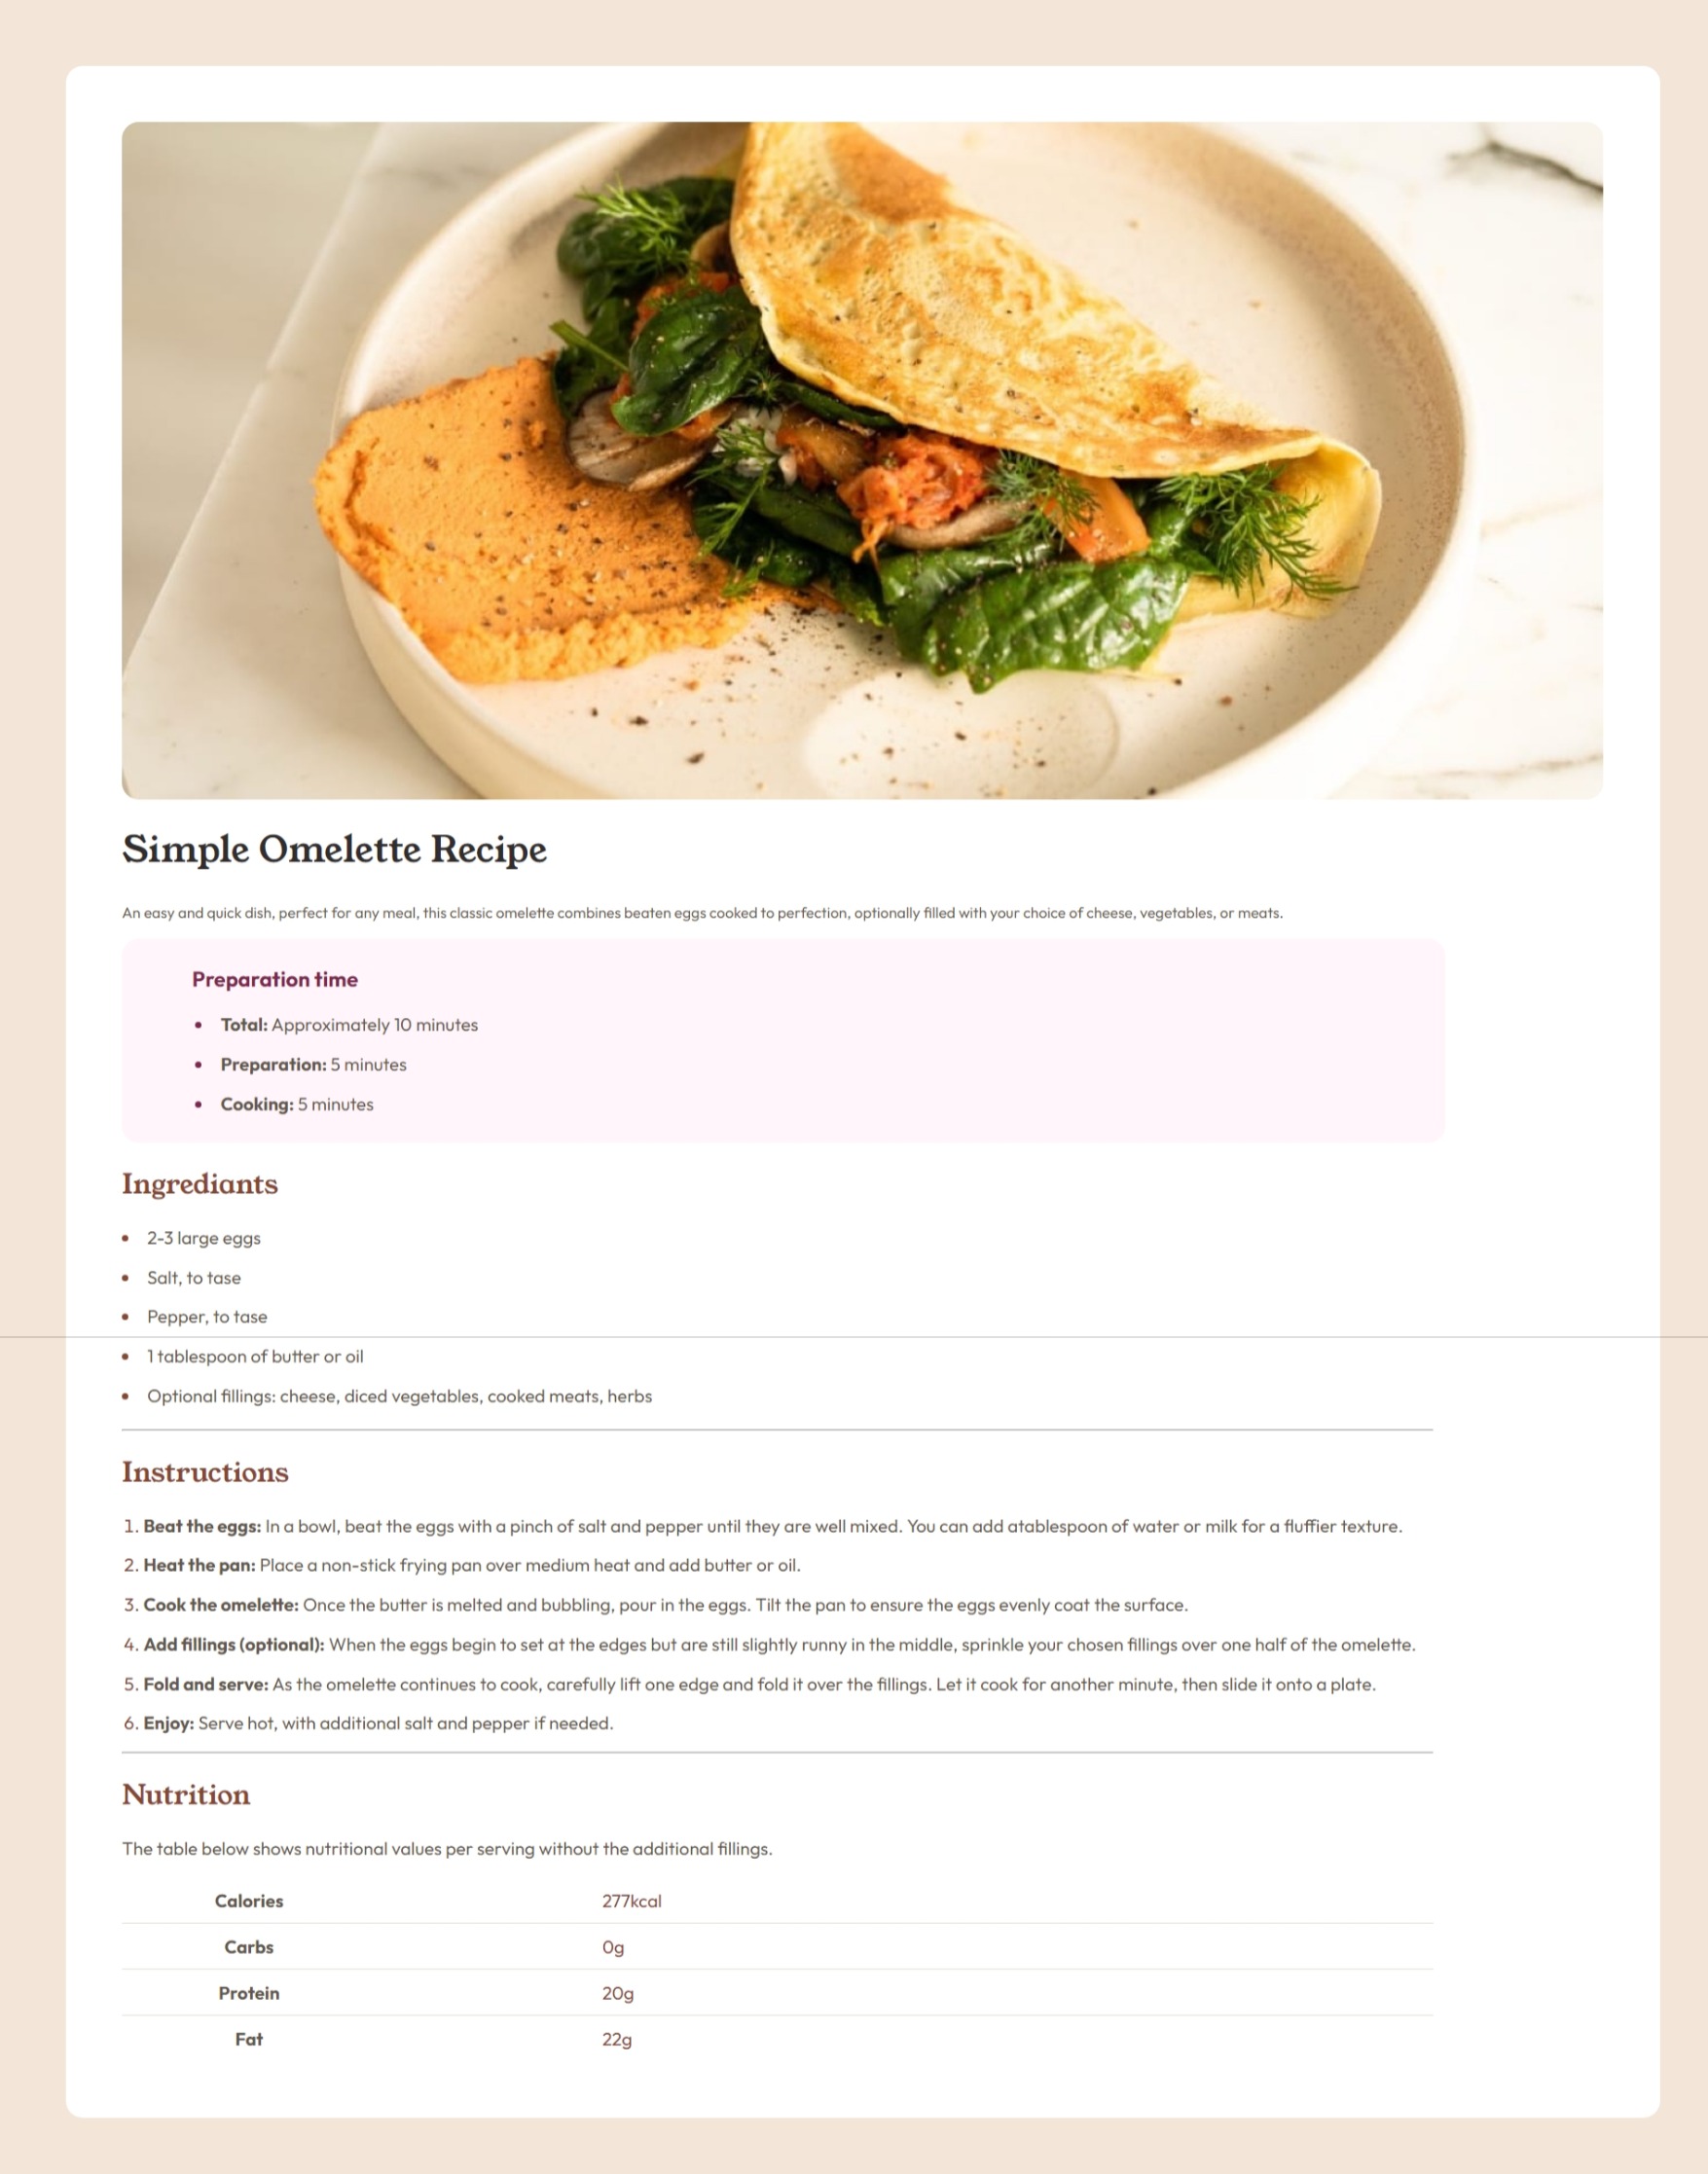 Simple Omelette Recipe
An easy and quick dish, perfect for any meal, this classic omelette combines beaten eggs cooked to perfection, optionally filled with your choice of cheese, vegetables, or meats.
Preparation time
• Total: Approximately 10 minutes
• Preparation: 5 minutes
• Cooking: 5 minutes
Ingrediants
• 2-3 large eggs
• Salt, to tase
• Pepper, to tase
• 1 tablespoon of butter or oil
• Optional fillings: cheese, diced vegetables, cooked meats, herbs
Instructions
1. Beat the eggs: In a bowl, beat the eggs with a pinch of salt and pepper until they are well mixed. You can add atablespoon of water or milk for a fluffier texture.
2. Heat the pan: Place a non-stick frying pan over medium heat and add butter or oil.
3. Cook the omelette: Once the butter is melted and bubbling, pour in the eggs. Tilt the pan to ensure the eggs evenly coat the surface.
4. Add fillings (optional): When the eggs begin to set at the edges but are still slightly runny in the middle, sprinkle your chosen fillings over one half of the omelette.
5. Fold and serve: As the omelette continues to cook, carefully lift one edge and fold it over the fillings. Let it cook for another minute, then slide it onto a plate.
6. Enjoy: Serve hot, with additional salt and pepper if needed.
Nutrition
The table below shows nutritional values per serving without the additional fillings.
Calories 277kcal
Carbs 0g
Protein 20g
Fat 22g